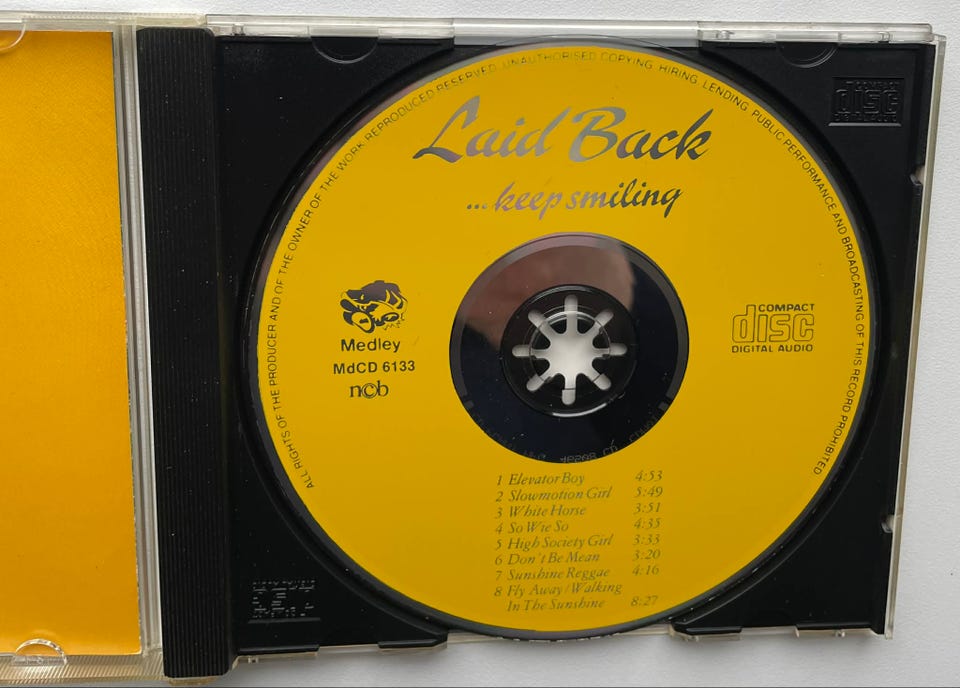 ALL RIGHTS OF THE PRODUCER AND OF THE OWNER OF THE WORK REPRODUCED RESERVED. UNAUTHORISED COPYING, HIRING, LENDING, PUBLIC PERFORMANCE AND BROADCASTING OF THIS RECORD PROHIBITED
Laid Back
...keep smiling
Medley
MdCD 6133
ncb
COMPACT
disc
DIGITAL AUDIO
1 Elevator Boy 4:53
2 Slowmotion Girl 5:49
3 White Horse 3:51
4 So Wie So 4:35
5 High Society Girl 3:33
6 Don't Be Mean 3:20
7 Sunshine Reggae 4:16
8 Fly Away/Walking
In The Sunshine 8:27
COMPACT
disc
DIGITAL AUDIO